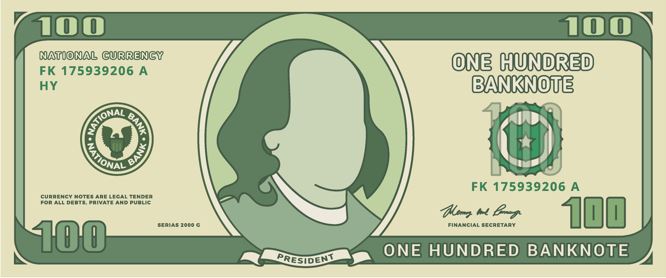 100
100
NATIONAL CURRENCY
FK 175939206 A
HY
ONE HUNDRED
BANKNOTE
NATIONAL BANK
NATIONAL BANK
100
FK 175939206 A
CURRENCY NOTES ARE LEGAL TENDER
FOR ALL DEBTS, PRIVATE AND PUBLIC
100
SERIAS 2000 G
PRESIDENT
FINANCIAL SECRETARY
100
ONE HUNDRED BANKNOTE